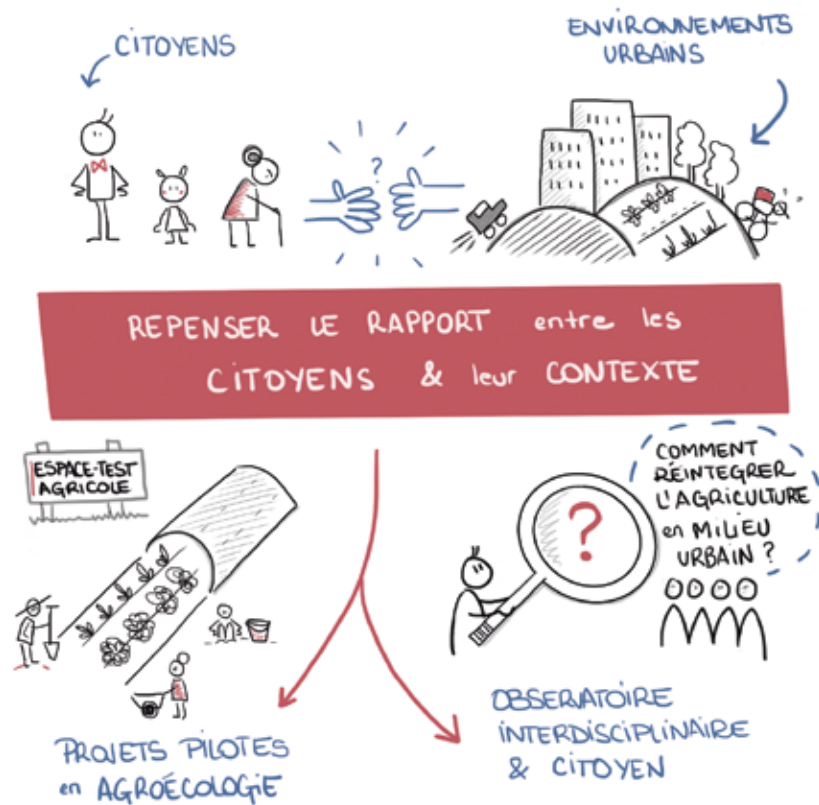 CITOYENS
ENVIRONNEMENTS
URBAINS
?
REPENSER LE RAPPORT entre les
CITOYENS & leur CONTEXTE
ESPACE-TEST
AGRICOLE
?
COMMENT
RÉINTEGRER
L'AGRICULTURE
en MILIEU
URBAIN ?
PROJETS PILOTES
en AGROÉCOLOGIE
OBSERVATOIRE
INTERDISCIPLINAIRE
& CITOYEN